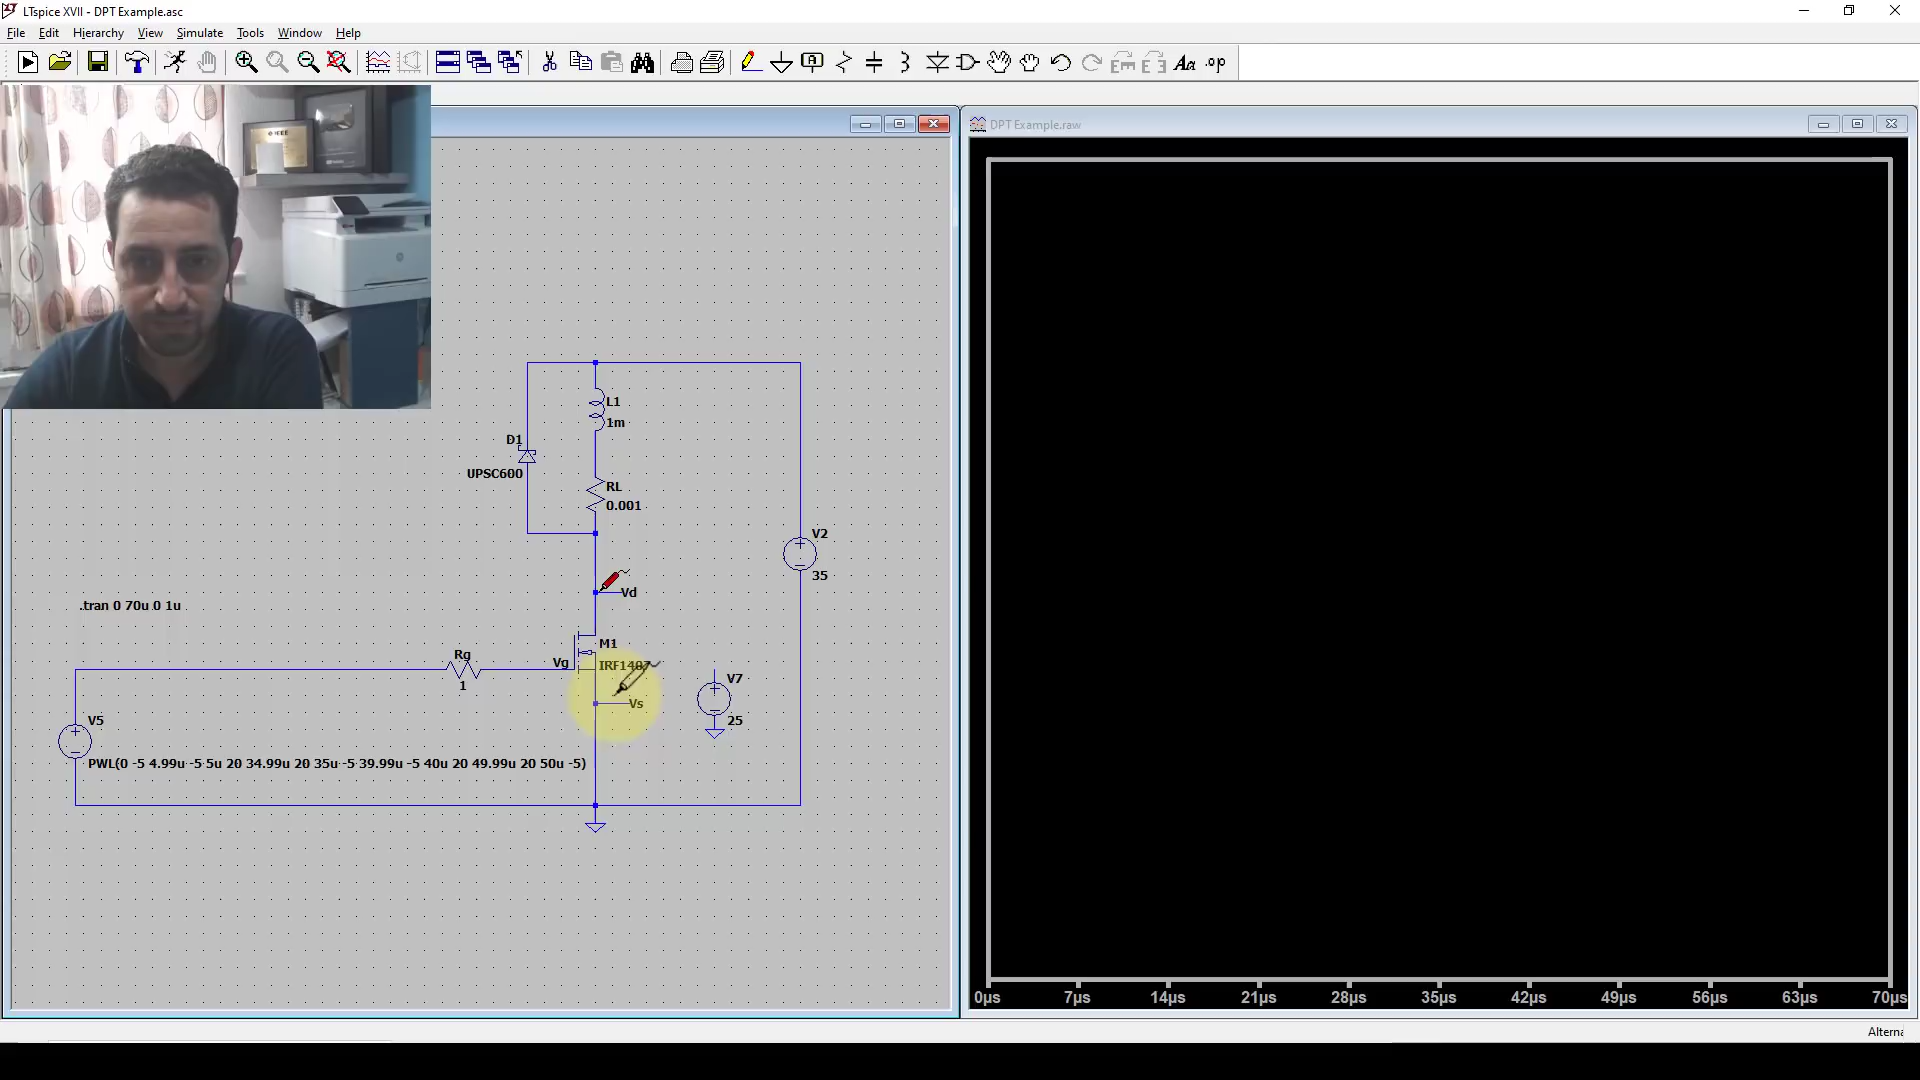 LTspice XVII - DPT Example.asc
File Edit Hierarchy View Simulate Tools Window Help
DPT Example.raw
IEEE
L1
1m
D1
UPSC600
RL
0.001
V2
35
Vd
.tran 0 70u 0 1u
M1
Rg
Vg
1
Vs
V7
25
V5
PWL(0 -5 4.99u -5 5u 20 34.99u 20 35u -5 39.99u -5 40u 20 49.99u 20 50u -5)
0µs 7µs 14µs 21µs 28µs 35µs 42µs 49µs 56µs 63µs 70µs
Alterna